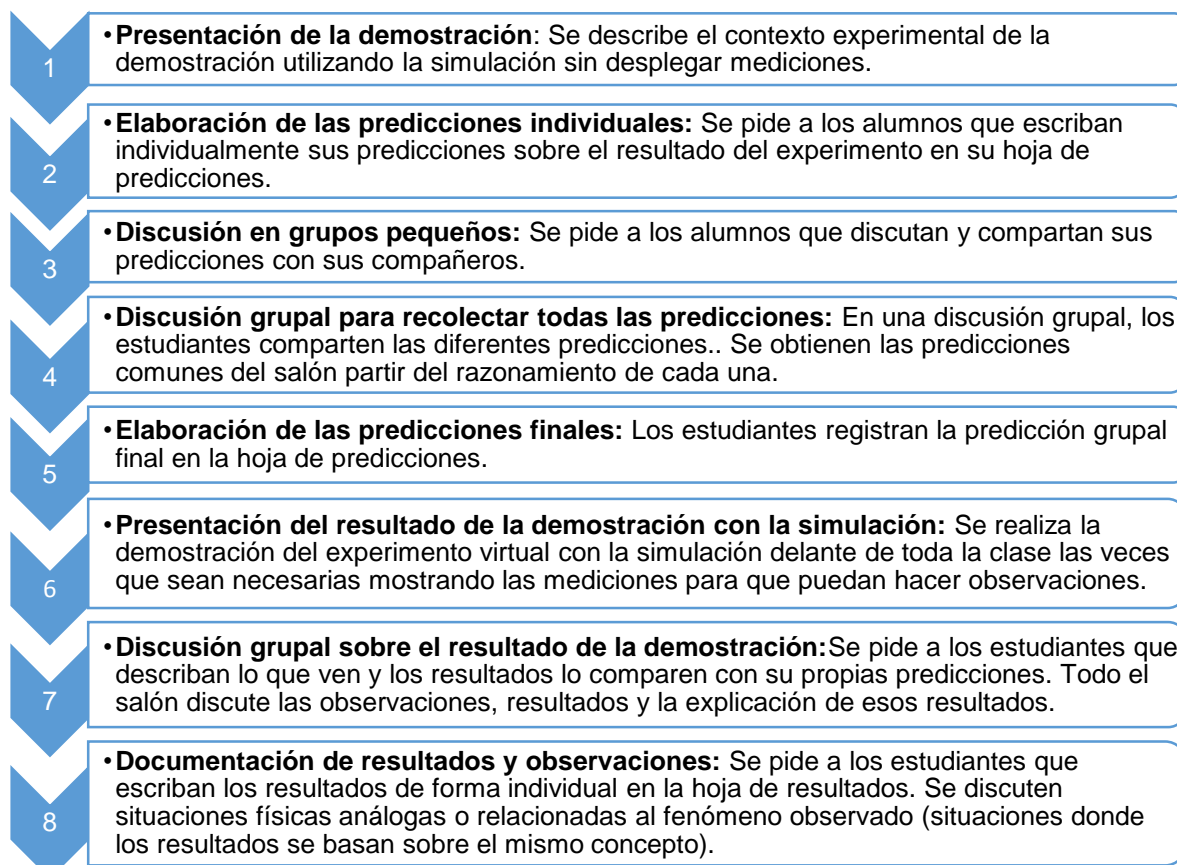 1
•Presentación de la demostración: Se describe el contexto experimental de la
demostración utilizando la simulación sin desplegar mediciones.
2
•Elaboración de las predicciones individuales: Se pide a los alumnos que escriban
individualmente sus predicciones sobre el resultado del experimento en su hoja de
predicciones.
3
•Discusión en grupos pequeños: Se pide a los alumnos que discutan y compartan sus
predicciones con sus compañeros.
4
•Discusión grupal para recolectar todas las predicciones: En una discusión grupal, los
estudiantes comparten las diferentes predicciones.. Se obtienen las predicciones
comunes del salón partir del razonamiento de cada una.
5
•Elaboración de las predicciones finales: Los estudiantes registran la predicción grupal
final en la hoja de predicciones.
6
•Presentación del resultado de la demostración con la simulación: Se realiza la
demostración del experimento virtual con la simulación delante de toda la clase las veces
que sean necesarias mostrando las mediciones para que puedan hacer observaciones.
7
•Discusión grupal sobre el resultado de la demostración:Se pide a los estudiantes que
describan lo que ven y los resultados lo comparen con su propias predicciones. Todo el
salón discute las observaciones, resultados y la explicación de esos resultados.
8
•Documentación de resultados y observaciones: Se pide a los estudiantes que
escriban los resultados de forma individual en la hoja de resultados. Se discuten
situaciones físicas análogas o relacionadas al fenómeno observado (situaciones donde
los resultados se basan sobre el mismo concepto).